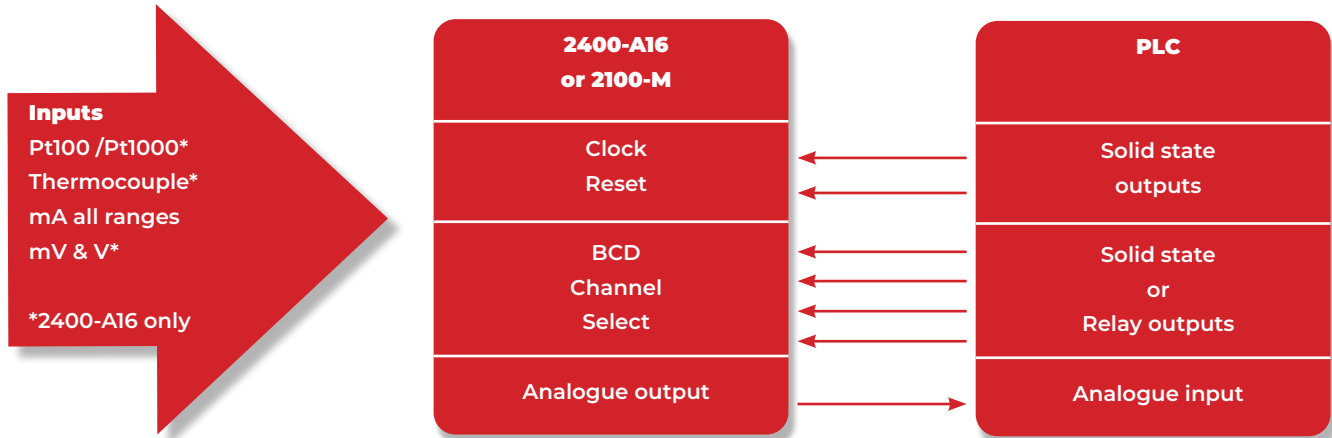 Inputs
Pt100 /Pt1000*
Thermocouple*
mA all ranges
mV & V*
*2400-A16 only
2400-A16
or 2100-M
Clock
Reset
BCD
Channel
Select
Analogue output
PLC
Solid state
outputs
Solid state
or
Relay outputs
Analogue input